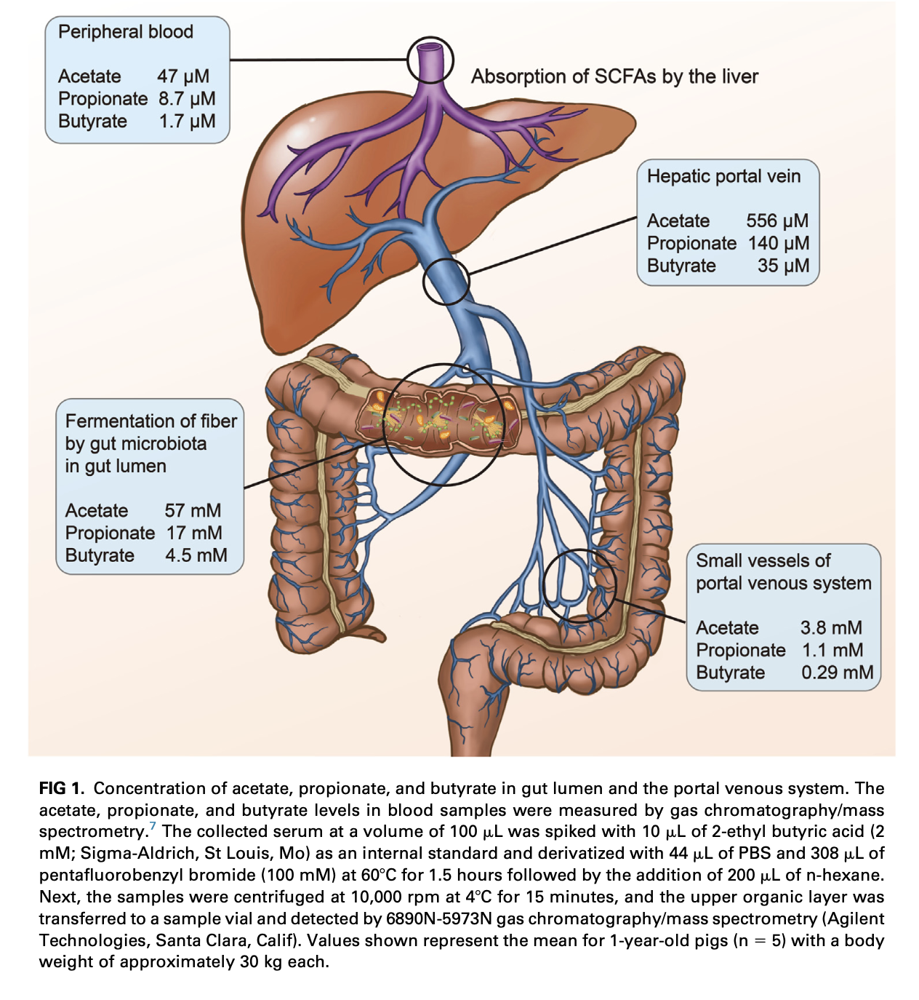 Peripheral blood
Acetate 47 µM
Propionate 8.7 µM
Butyrate 1.7 µM
Absorption of SCFAs by the liver
Hepatic portal vein
Acetate 556 µM
Propionate 140 µM
Butyrate 35 µM
Fermentation of fiber
by gut microbiota
in gut lumen
Acetate 57 mM
Propionate 17 mM
Butyrate 4.5 mM
Small vessels of
portal venous system
Acetate 3.8 mM
Propionate 1.1 mM
Butyrate 0.29 mM
FIG 1. Concentration of acetate, propionate, and butyrate in gut lumen and the portal venous system. The
acetate, propionate, and butyrate levels in blood samples were measured by gas chromatography/mass
spectrometry.7 The collected serum at a volume of 100 µL was spiked with 10 µL of 2-ethyl butyric acid (2
mM; Sigma-Aldrich, St Louis, Mo) as an internal standard and derivatized with 44 µL of PBS and 308 µL of
pentafluorobenzyl bromide (100 mM) at 60°C for 1.5 hours followed by the addition of 200 µL of n-hexane.
Next, the samples were centrifuged at 10,000 rpm at 4°C for 15 minutes, and the upper organic layer was
transferred to a sample vial and detected by 6890N-5973N gas chromatography/mass spectrometry (Agilent
Technologies, Santa Clara, Calif). Values shown represent the mean for 1-year-old pigs (n = 5) with a body
weight of approximately 30 kg each.